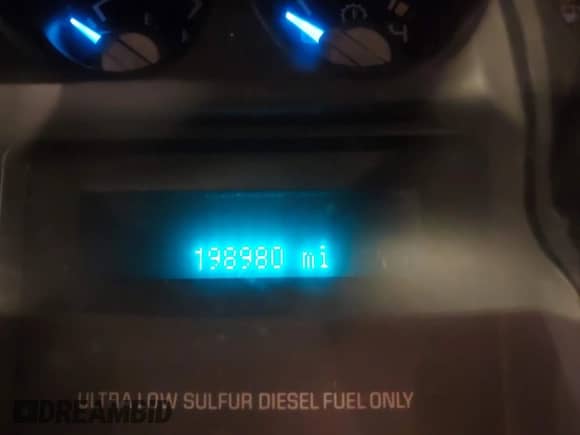 198980 mi
ULTRA LOW SULFUR DIESEL FUEL ONLY
DREAMBID